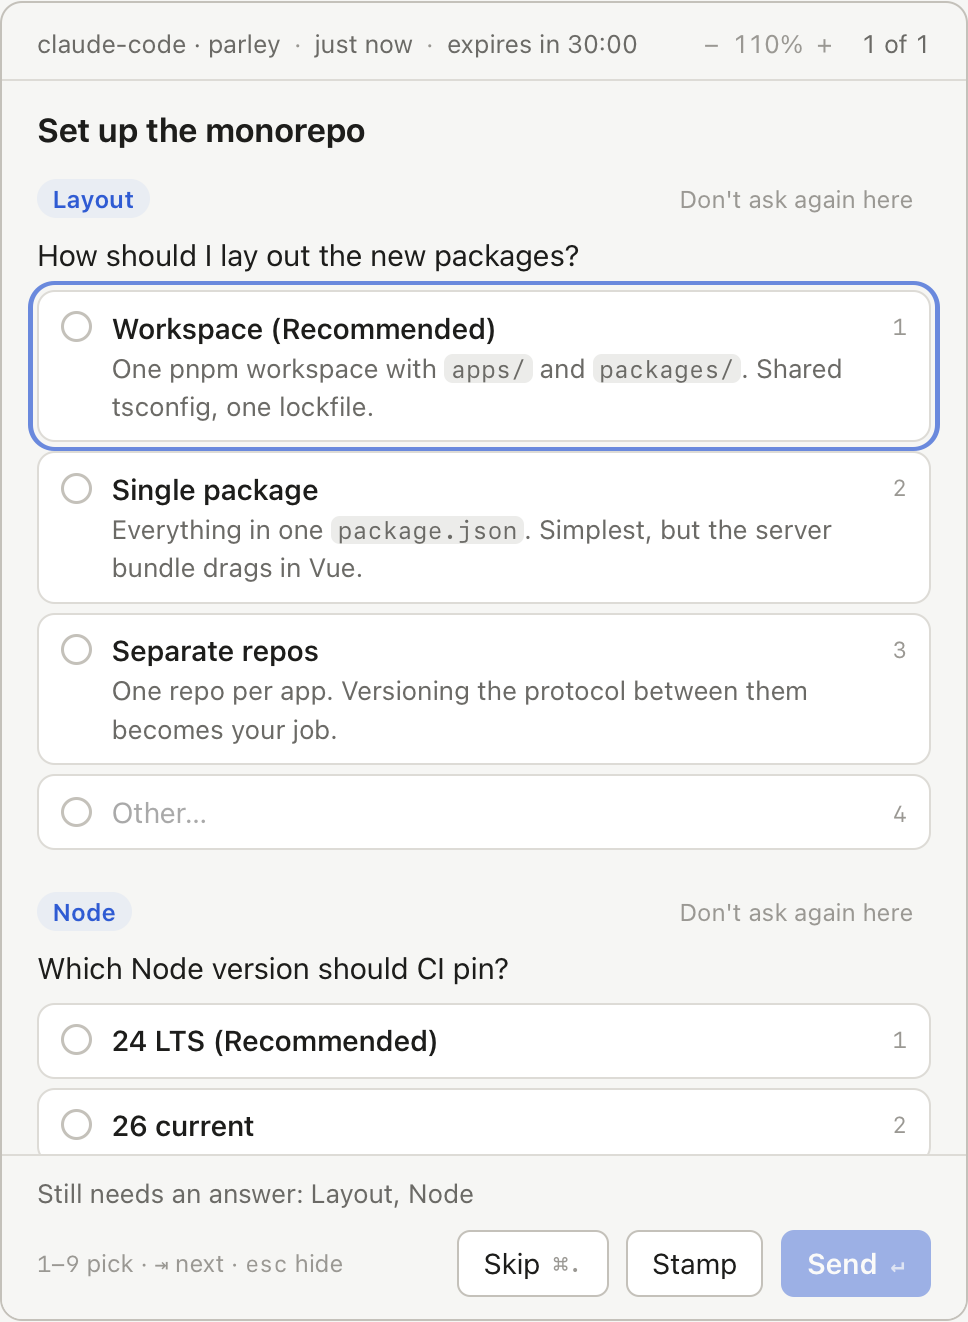 claude-code · parley · just now · expires in 30:00 − 110% + 1 of 1
Set up the monorepo
Layout Don't ask again here
How should I lay out the new packages?
Workspace (Recommended) 1
One pnpm workspace with apps/ and packages/. Shared
tsconfig, one lockfile.
Single package 2
Everything in one package.json. Simplest, but the server
bundle drags in Vue.
Separate repos 3
One repo per app. Versioning the protocol between them
becomes your job.
Other... 4
Node Don't ask again here
Which Node version should CI pin?
24 LTS (Recommended) 1
26 current 2
Still needs an answer: Layout, Node
1–9 pick · ⇥ next · esc hide Skip ⌘. Stamp Send ↵